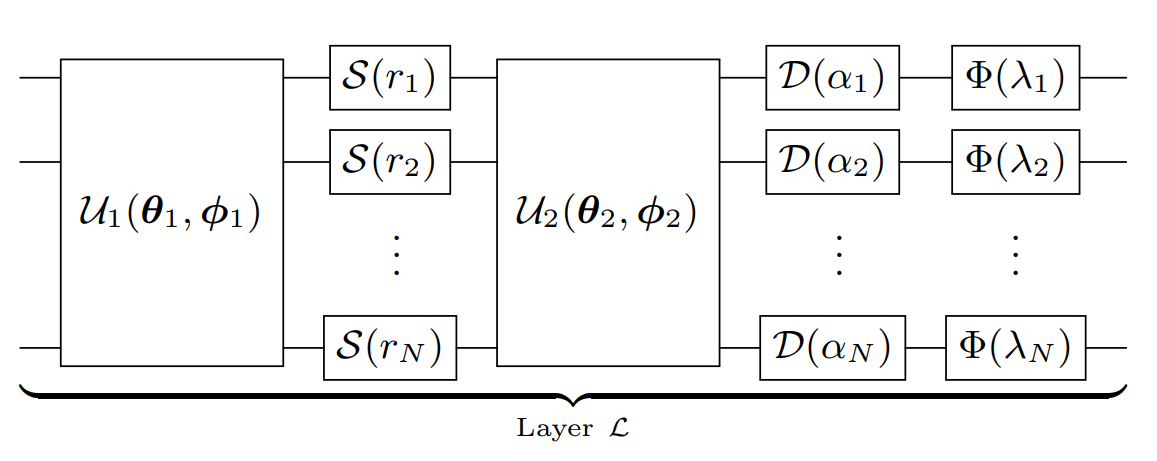 𝒮(r₁) 𝒟(α₁) Φ(λ₁)
𝒮(r₂) 𝒟(α₂) Φ(λ₂)
𝒰₁(𝜽₁, 𝝓₁) ⋮ 𝒰₂(𝜽₂, 𝝓₂) ⋮ ⋮
𝒮(r_N) 𝒟(α_N) Φ(λ_N)
Layer ℒ